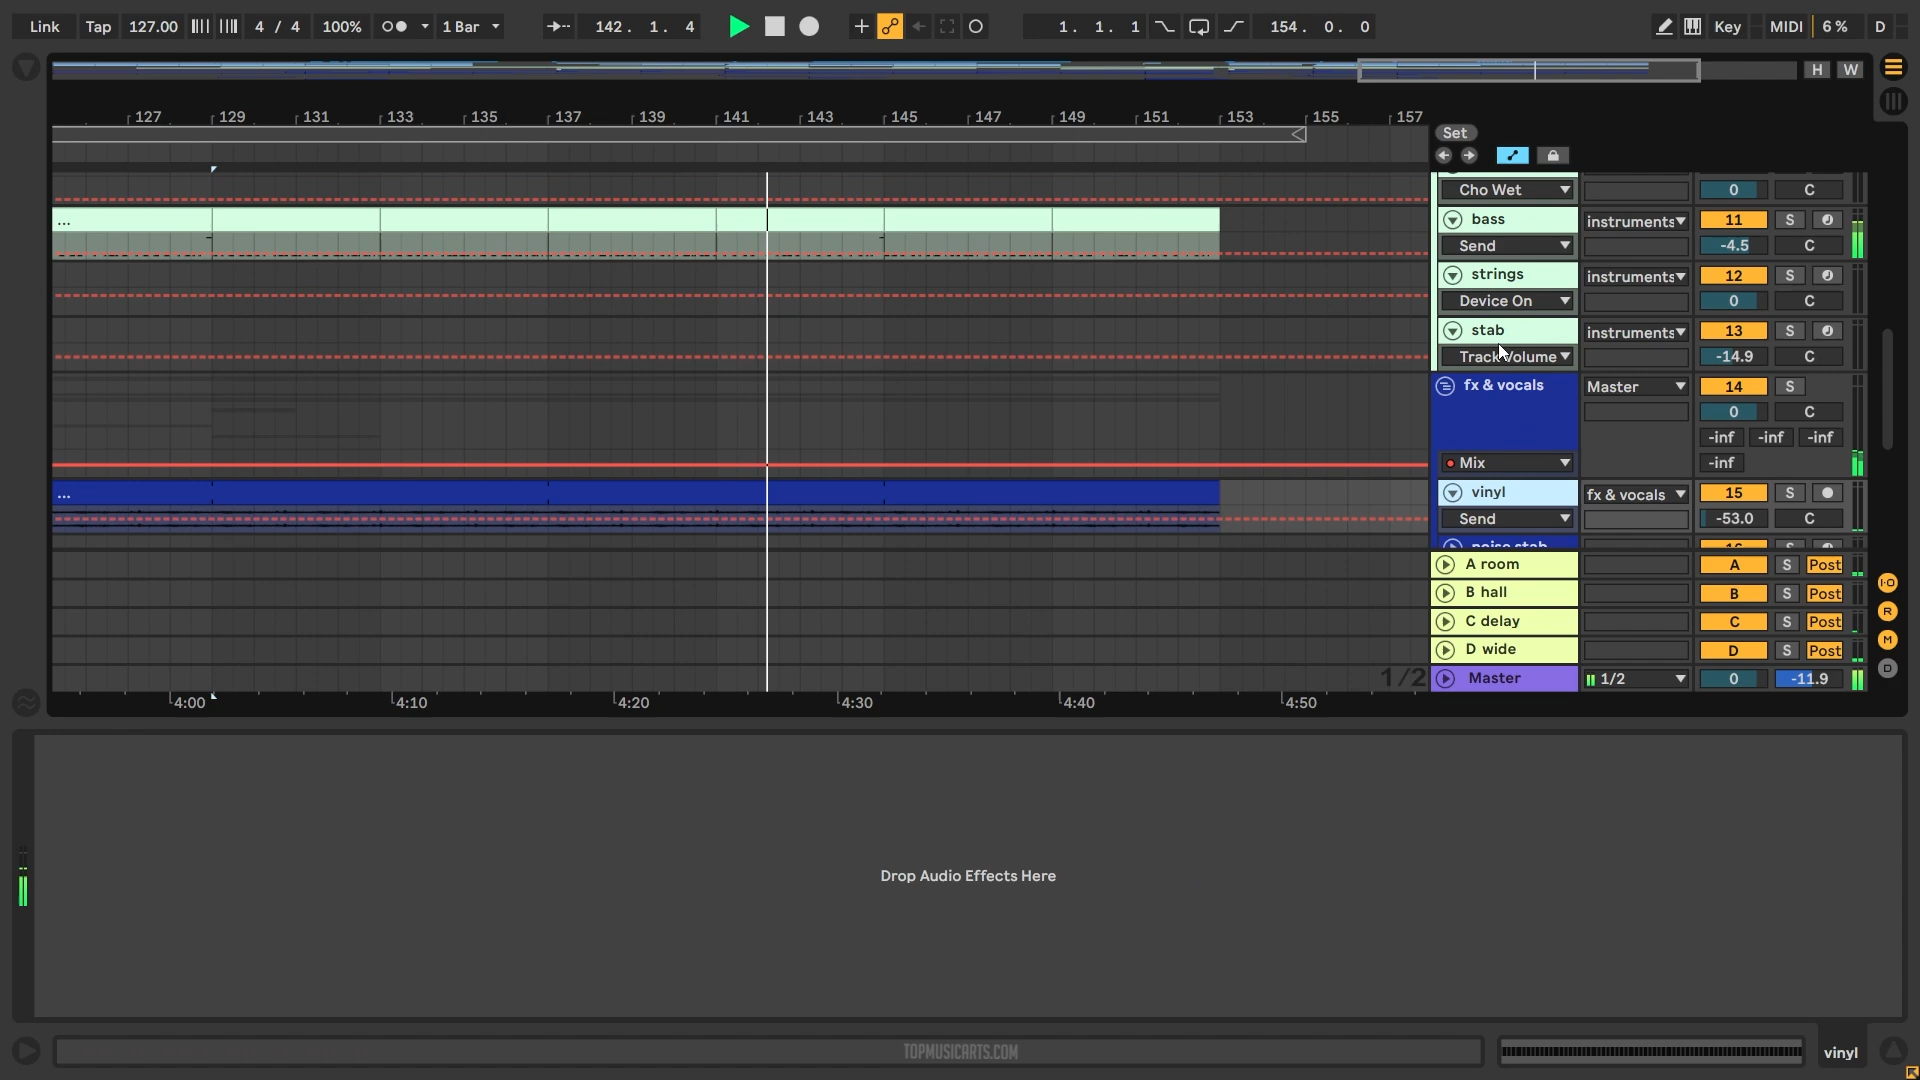 Link Tap 127.00 4 / 4 100% 1 Bar 142. 1. 4 1. 1. 1 154. 0. 0 Key MIDI 6 % D
H W
127 129 131 133 135 137 139 141 143 145 147 149 151 153 155 157
Set
Cho Wet 0 C
... bass instruments 11 S
Send -4.5 C
strings instruments 12 S
Device On 0 C
stab instruments 13 S
Track Volume -14.9 C
fx & vocals Master 14 S
0 C
-inf -inf -inf
Mix -inf
... vinyl fx & vocals 15 S
Send -53.0 C
noise stab 16 S
A room A S Post
B hall B S Post
C delay C S Post
D wide D S Post
1/2 Master 1/2 0 -11.9
I·O
R
M
D
4:00 4:10 4:20 4:30 4:40 4:50
Drop Audio Effects Here
TOPMUSICARTS.COM
vinyl